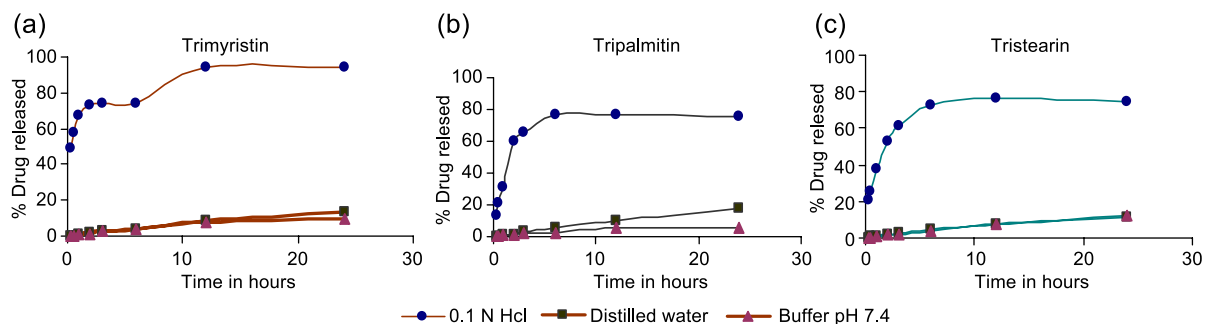 (a)
Trimyristin
% Drug relesed
100
80
60
40
20
0
0 10 20 30
Time in hours
(b)
Tripalmitin
% Drug relesed
100
80
60
40
20
0
0 10 20 30
Time in hours
(c)
Tristearin
% Drug relesed
100
80
60
40
20
0
0 10 20 30
Time in hours
0.1 N Hcl Distilled water Buffer pH 7.4